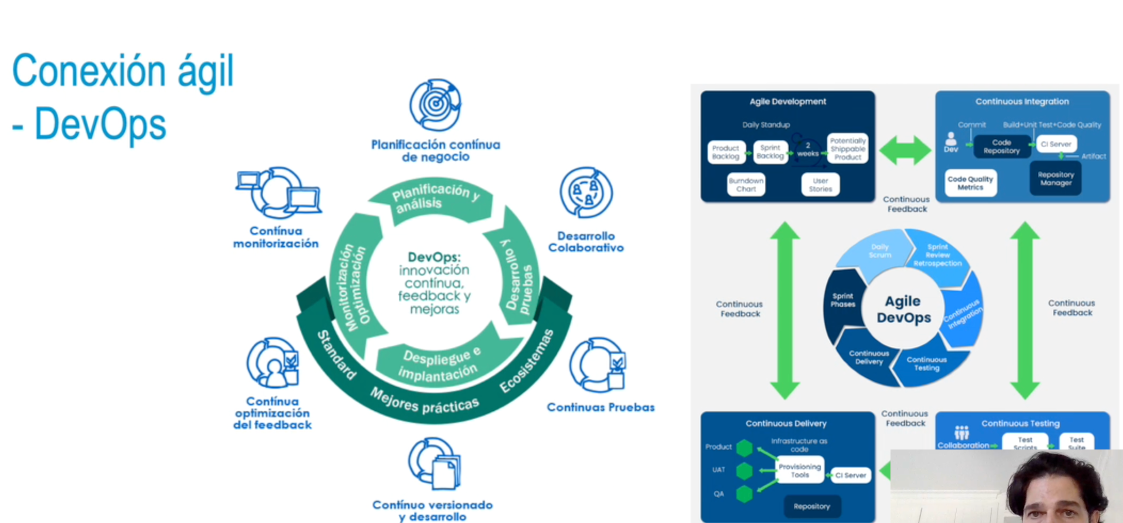 Conexión ágil
- DevOps
Planificación contínua
de negocio
Contínua
monitorización
Desarrollo
Colaborativo
Planificación y
análisis
Desarrollo y
pruebas
Despliegue e
implantación
Monitorización
Optimización
DevOps:
innovación
contínua,
feedback y
mejoras
Standard
Mejores prácticas
Ecosistemas
Contínua
optimización
del feedback
Continuas Pruebas
Contínuo versionado
y desarrollo
Agile Development
Daily Standup
Product
Backlog
Sprint
Backlog
2
weeks
Potentially
Shippable
Product
Burndown
Chart
User
Stories
Continuous Integration
Commit
Build+Unit Test+Code Quality
Dev
Code
Repository
CI Server
Artifact
Code Quality
Metrics
Repository
Manager
Continuous
Feedback
Continuous
Feedback
Continuous
Feedback
Daily
Scrum
Sprint
Review
Retrospection
Continuous
Integration
Continuous
Testing
Continuous
Delivery
Sprint
Phases
Agile
DevOps
Continuous
Feedback
Continuous Delivery
Product
UAT
QA
Infrastructure as
code
Provisioning
Tools
CI Server
Repository
Continuous Testing
Collaboration
Test
Scripts
Test
Suite